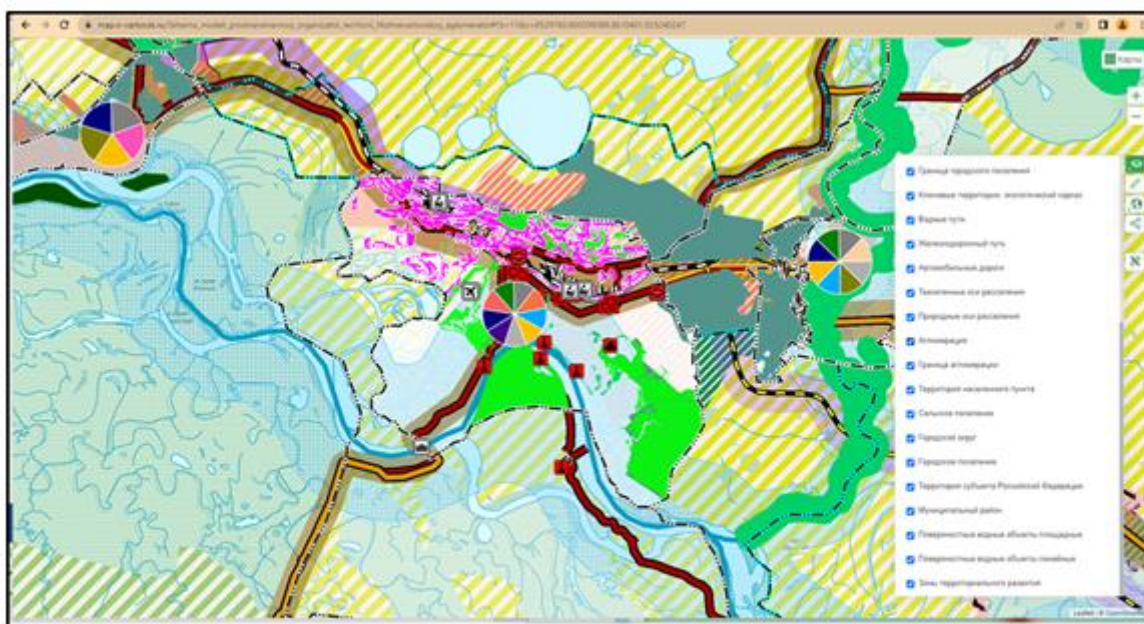 Карты
Граница городского поселения
Ключевые территории, экологический каркас
Водные пути
Железнодорожный путь
Автомобильные дороги
Техногенные оси расселения
Природные оси расселения
Агломерация
Граница агломерации
Территория населенного пункта
Сельское поселение
Городской округ
Городское поселение
Территория субъекта Российской Федерации
Муниципальный район
Поверхностные водные объекты площадные
Поверхностные водные объекты линейные
Зоны территориального развития